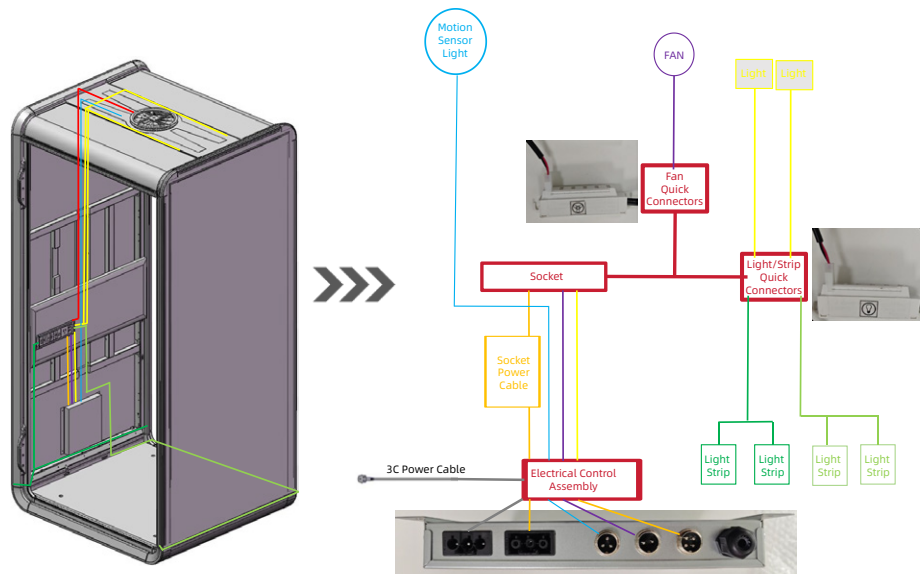 Motion
Sensor
Light
FAN
Light
Light
Fan
Quick
Connectors
Socket
Light/Strip
Quick
Connectors
Socket
Power
Cable
Light
Strip
Light
Strip
Light
Strip
Light
Strip
3C Power Cable
Electrical Control
Assembly